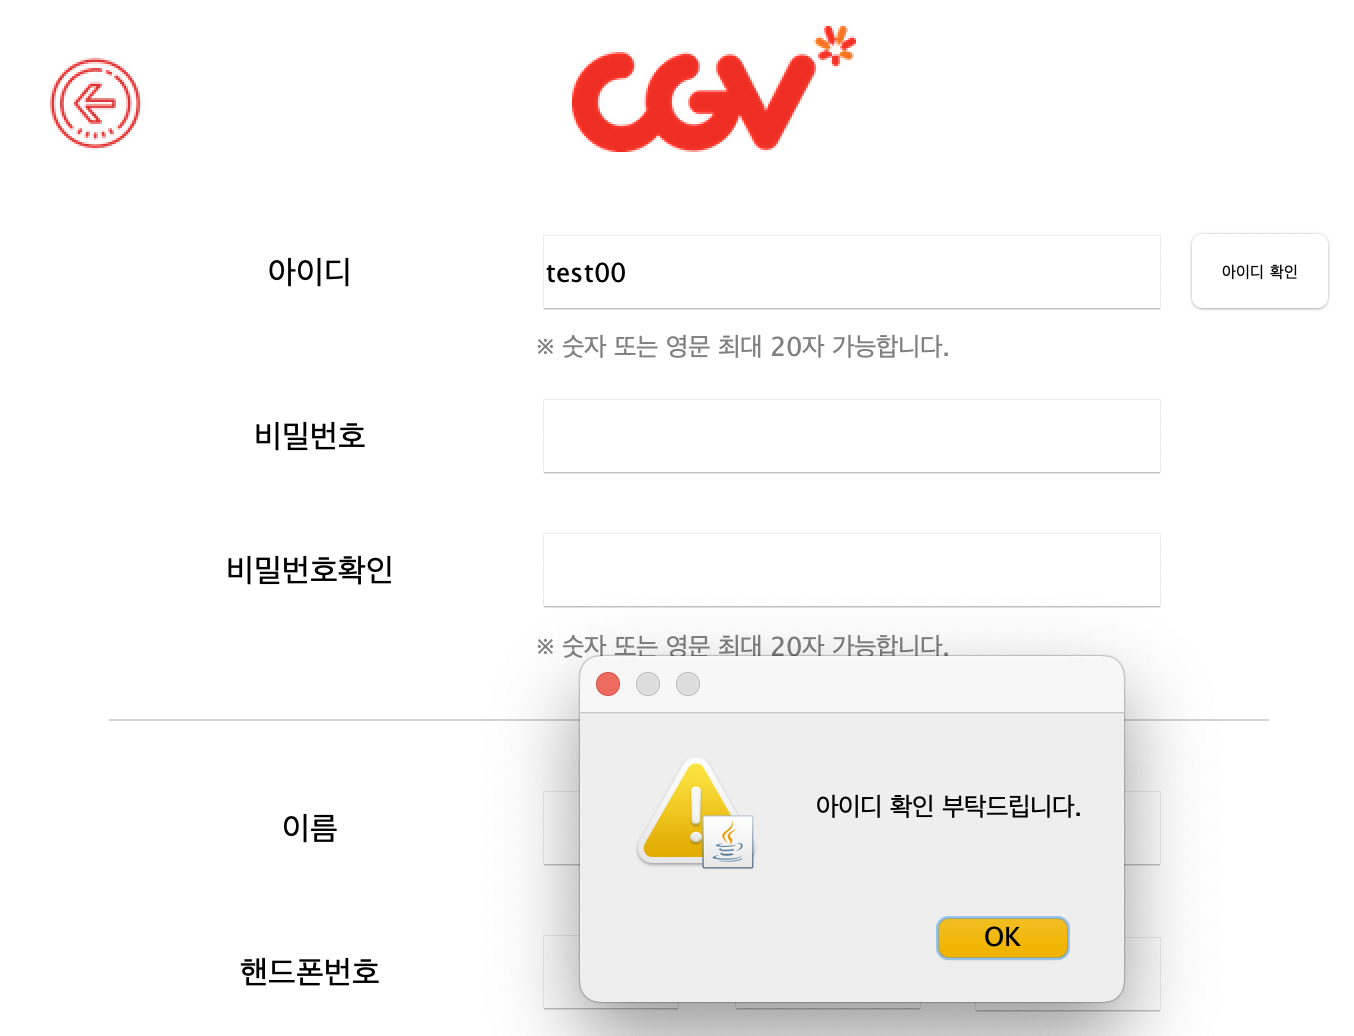 CGV
아이디
test00
아이디 확인
※ 숫자 또는 영문 최대 20자 가능합니다.
비밀번호
비밀번호확인
※ 숫자 또는 영문 최대 20자 가능합니다.
이름
아이디 확인 부탁드립니다.
OK
핸드폰번호